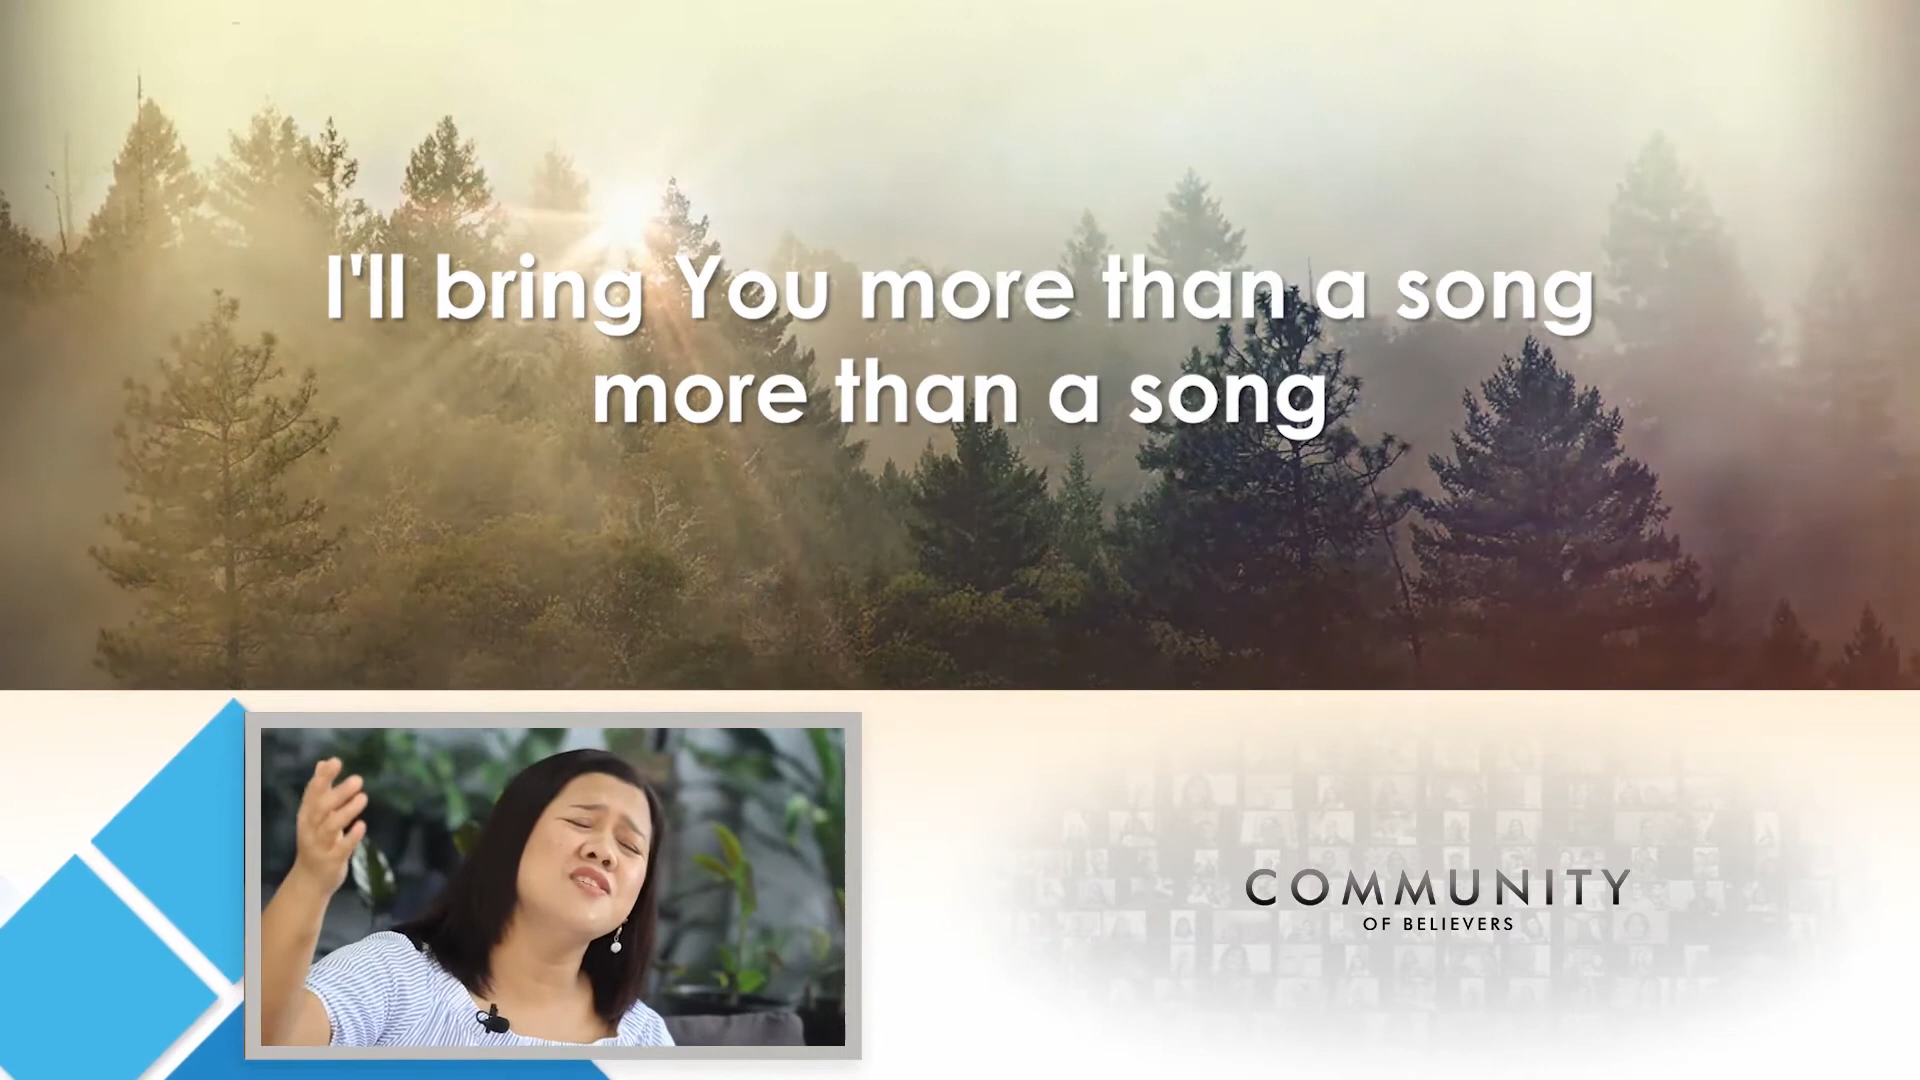 I'll bring You more than a song
more than a song
COMMUNITY
OF BELIEVERS